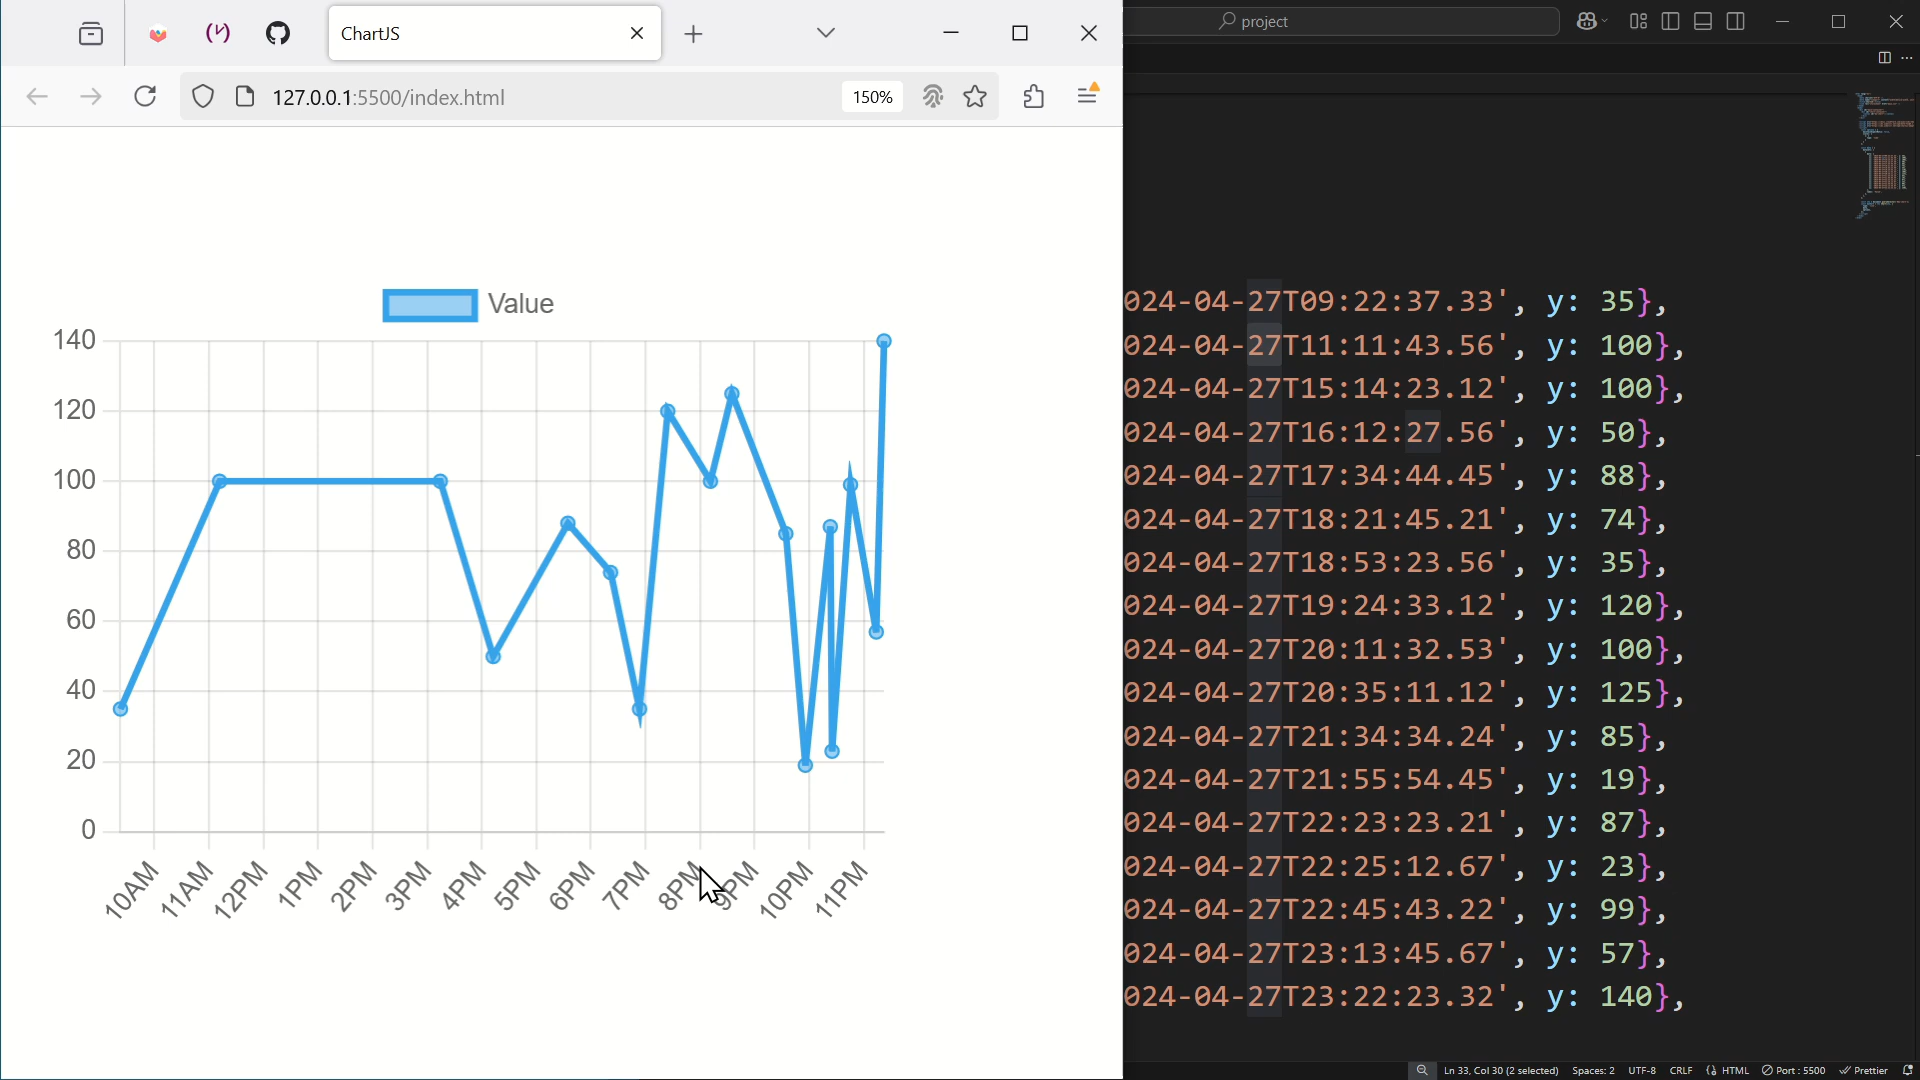 ChartJS
project
127.0.0.1:5500/index.html
150%
Value
140
120
100
80
60
40
20
0
10AM
11AM
12PM
1PM
2PM
3PM
4PM
5PM
6PM
7PM
8PM
9PM
10PM
11PM
024-04-27T09:22:37.33', y: 35},
024-04-27T11:11:43.56', y: 100},
024-04-27T15:14:23.12', y: 100},
024-04-27T16:12:27.56', y: 50},
024-04-27T17:34:44.45', y: 88},
024-04-27T18:21:45.21', y: 74},
024-04-27T18:53:23.56', y: 35},
024-04-27T19:24:33.12', y: 120},
024-04-27T20:11:32.53', y: 100},
024-04-27T20:35:11.12', y: 125},
024-04-27T21:34:34.24', y: 85},
024-04-27T21:55:54.45', y: 19},
024-04-27T22:23:23.21', y: 87},
024-04-27T22:25:12.67', y: 23},
024-04-27T22:45:43.22', y: 99},
024-04-27T23:13:45.67', y: 57},
024-04-27T23:22:23.32', y: 140},
Ln 33, Col 30 (2 selected) Spaces: 2 UTF-8 CRLF {} HTML Port : 5500 Prettier